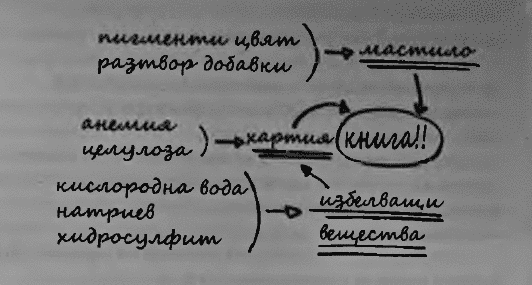 пигменти цвят
разтвор добавки
мастило
анемия
целулоза
хартия
книга!!
кислородна вода
натриев
хидросулфит
избелващи
вещества